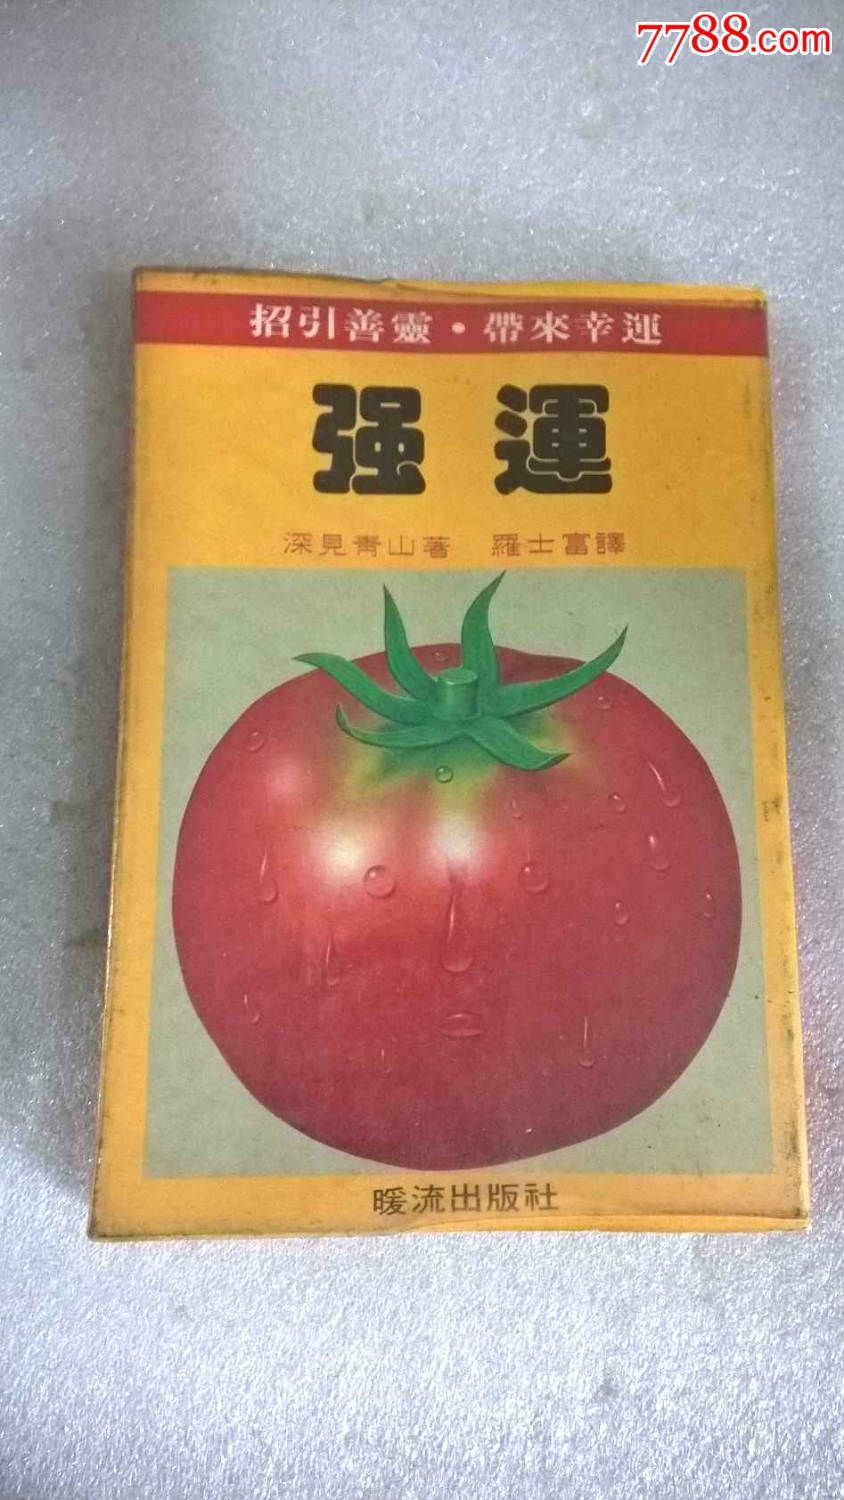 7788.com
招引善靈·帶來幸運
强運
深見青山著 羅士富譯
暖流出版社